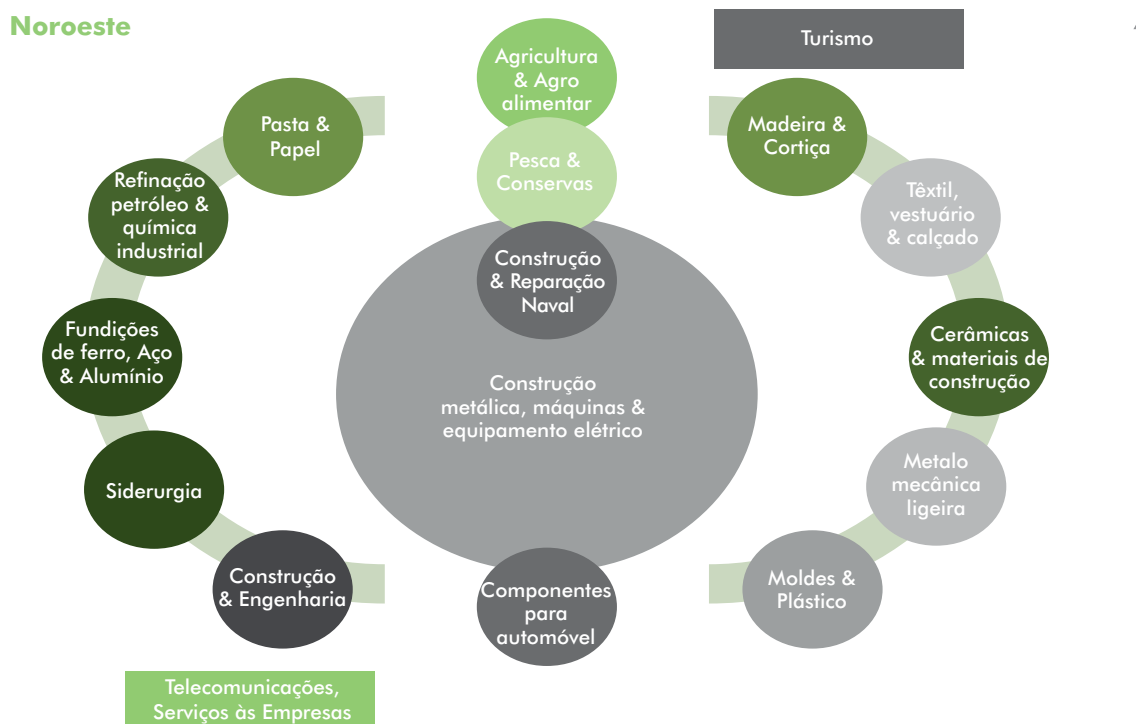 Noroeste
Turismo
Agricultura
& Agro
alimentar
Pasta &
Papel
Pesca &
Conservas
Madeira &
Cortiça
Refinação
petróleo &
química
industrial
Têxtil,
vestuário
& calçado
Construção
& Reparação
Naval
Fundições
de ferro, Aço
& Alumínio
Construção
metálica, máquinas &
equipamento elétrico
Cerâmicas
& materiais de
construção
Siderurgia
Metalo
mecânica
ligeira
Construção
& Engenharia
Componentes
para
automóvel
Moldes &
Plástico
Telecomunicações,
Serviços às Empresas